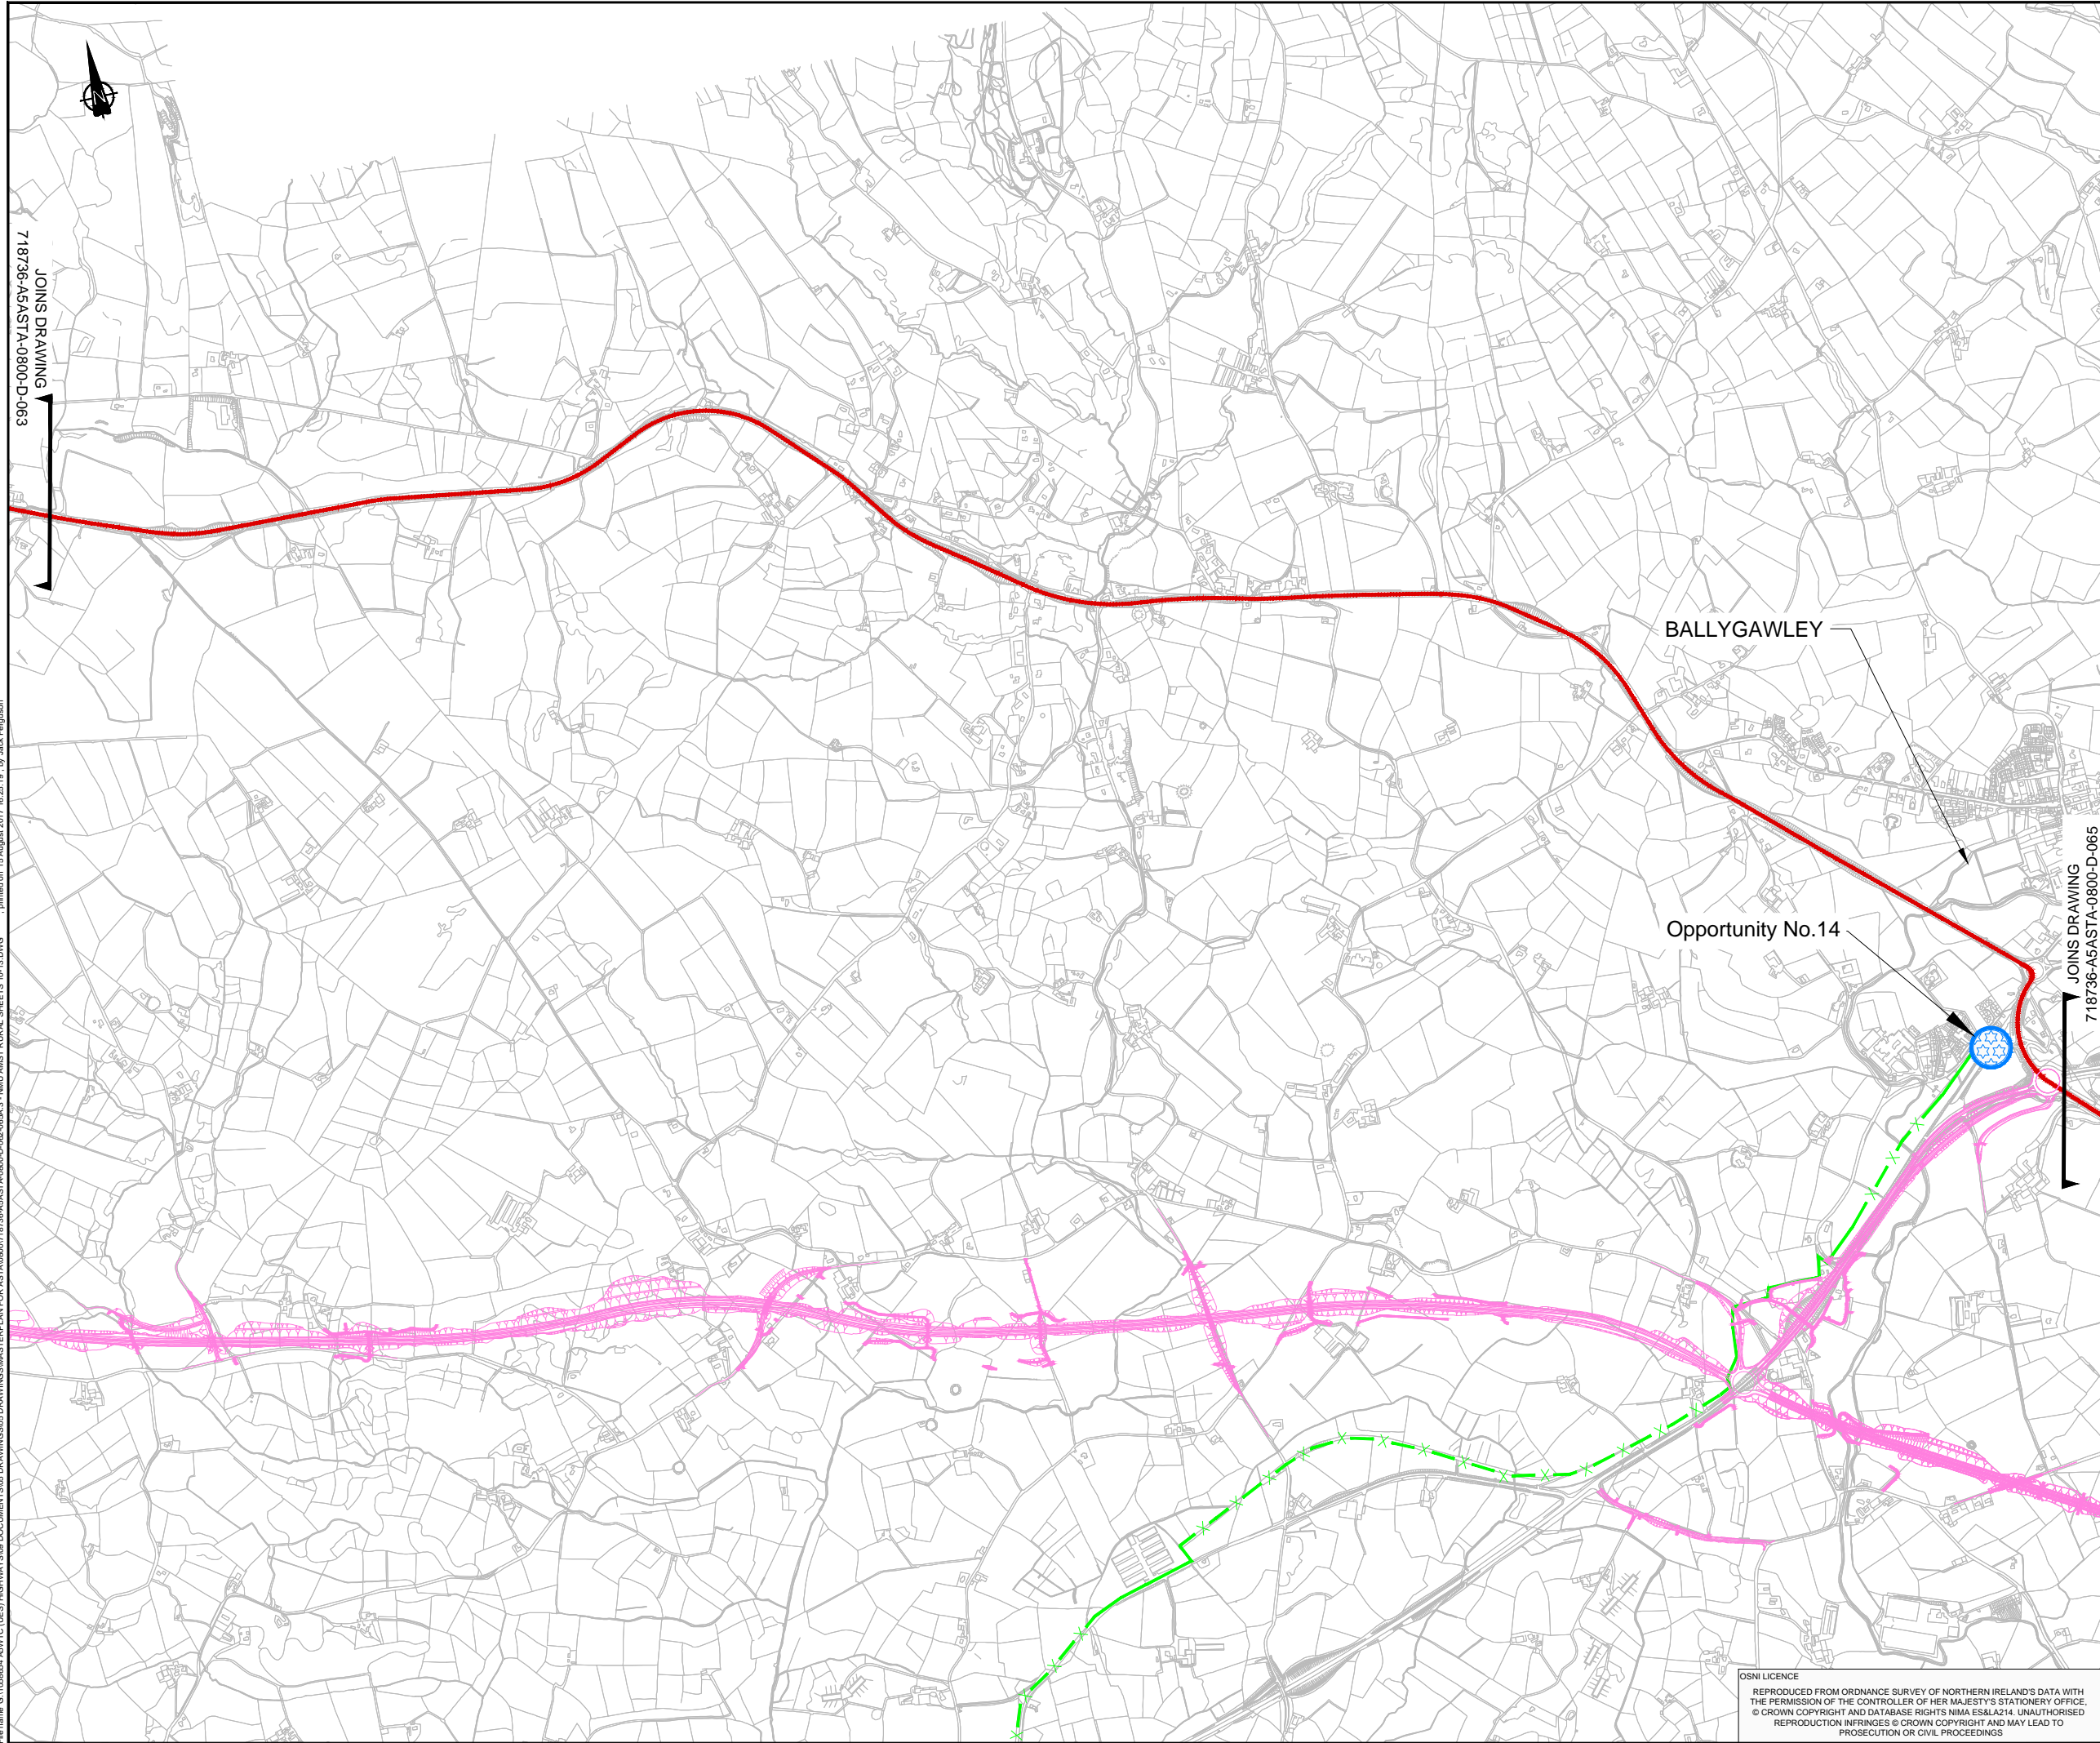 N
JOINS DRAWING
718736-A5ASTA-0800-D-063
BALLYGAWLEY
Opportunity No.14
JOINS DRAWING
718736-A5ASTA-0800-D-065
OSNI LICENCE
REPRODUCED FROM ORDNANCE SURVEY OF NORTHERN IRELAND'S DATA WITH
THE PERMISSION OF THE CONTROLLER OF HER MAJESTY'S STATIONERY OFFICE,
© CROWN COPYRIGHT AND DATABASE RIGHTS NIMA ES&LA214. UNAUTHORISED
REPRODUCTION INFRINGES © CROWN COPYRIGHT AND MAY LEAD TO
PROSECUTION OR CIVIL PROCEEDINGS